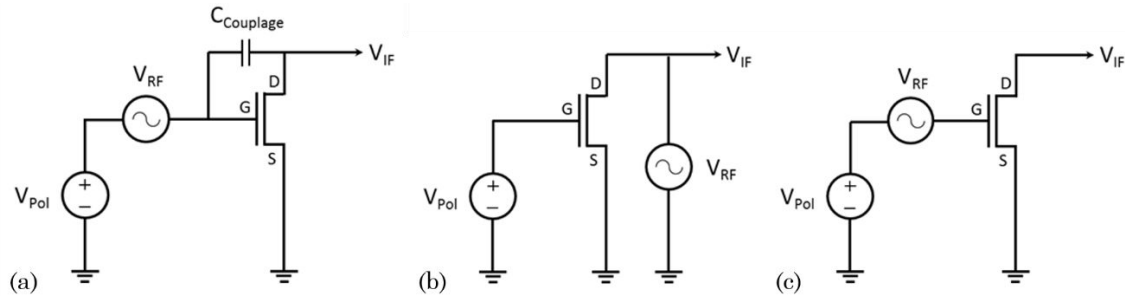 C_Couplage
V_IF
V_RF
D
G
S
V_Pol
+
−
(a)
V_IF
D
G
S
V_RF
V_Pol
+
−
(b)
V_IF
V_RF
D
G
S
V_Pol
+
−
(c)